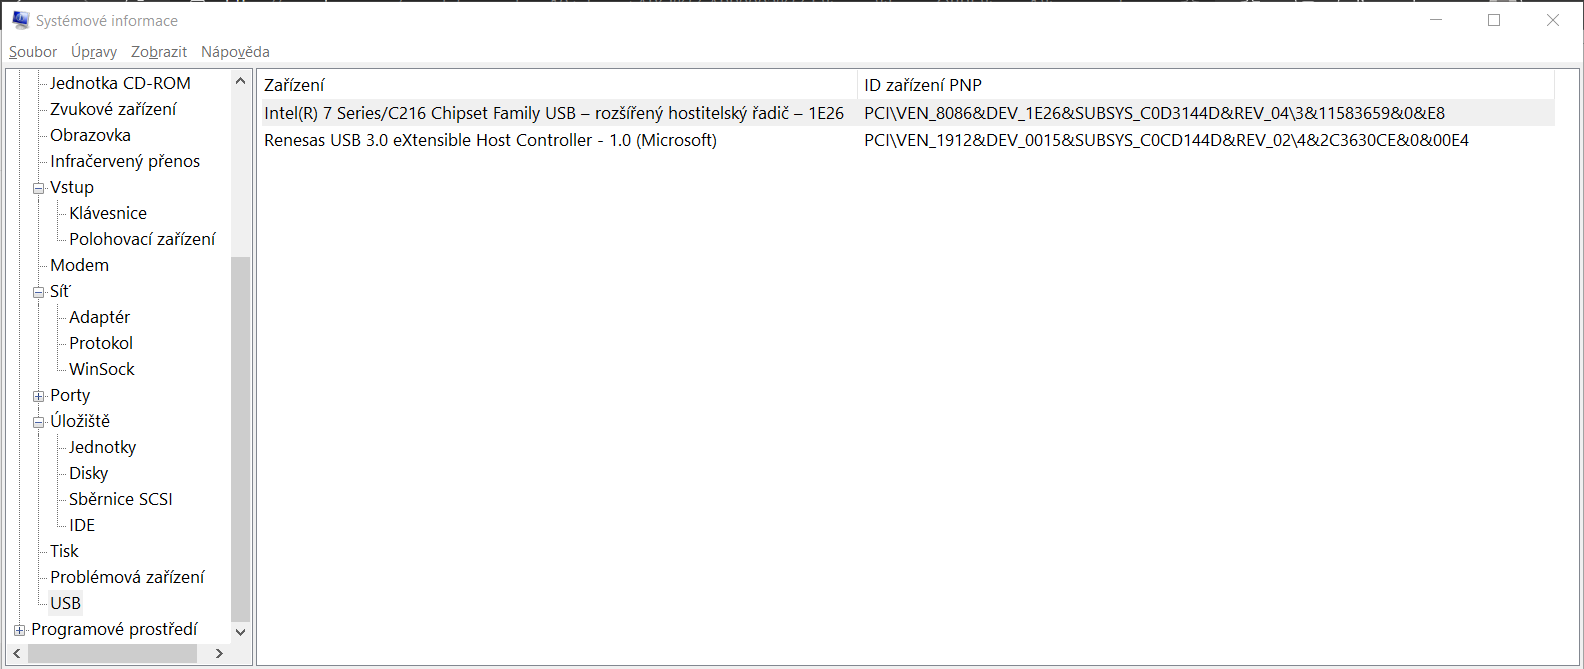 Systémové informace
Soubor Úpravy Zobrazit Nápověda
Jednotka CD-ROM
Zvukové zařízení
Obrazovka
Infračervený přenos
Vstup
Klávesnice
Polohovací zařízení
Modem
Síť
Adaptér
Protokol
WinSock
Porty
Úložiště
Jednotky
Disky
Sběrnice SCSI
IDE
Tisk
Problémová zařízení
USB
Programové prostředí
Zařízení ID zařízení PNP
Intel(R) 7 Series/C216 Chipset Family USB – rozšířený hostitelský řadič – 1E26 PCI\VEN_8086&DEV_1E26&SUBSYS_C0D3144D&REV_04\3&11583659&0&E8
Renesas USB 3.0 eXtensible Host Controller - 1.0 (Microsoft) PCI\VEN_1912&DEV_0015&SUBSYS_C0CD144D&REV_02\4&2C3630CE&0&00E4